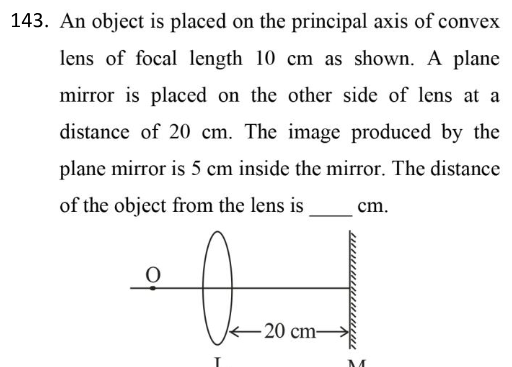 143. An object is placed on the principal axis of convex
lens of focal length 10 cm as shown. A plane
mirror is placed on the other side of lens at a
distance of 20 cm. The image produced by the
plane mirror is 5 cm inside the mirror. The distance
of the object from the lens is ____ cm.
O
20 cm
L M